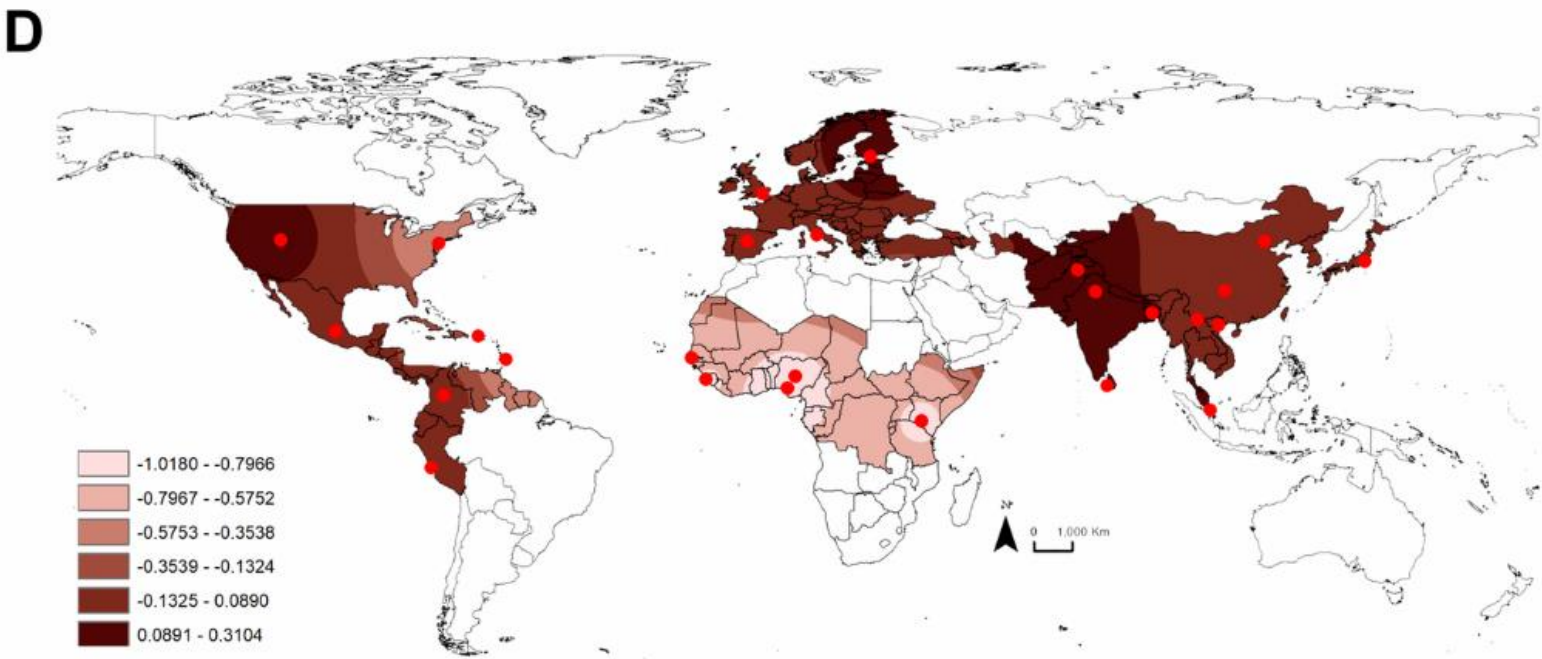 D
-1.0180 - -0.7966
-0.7967 - -0.5752
-0.5753 - -0.3538
-0.3539 - -0.1324
-0.1325 - 0.0890
0.0891 - 0.3104
N
0 1,000 Km